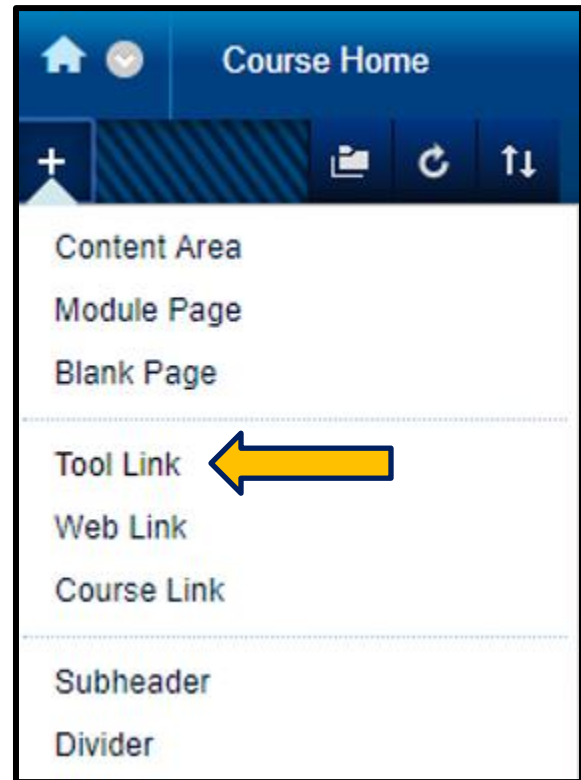 Course Home
+
Content Area
Module Page
Blank Page
Tool Link
Web Link
Course Link
Subheader
Divider